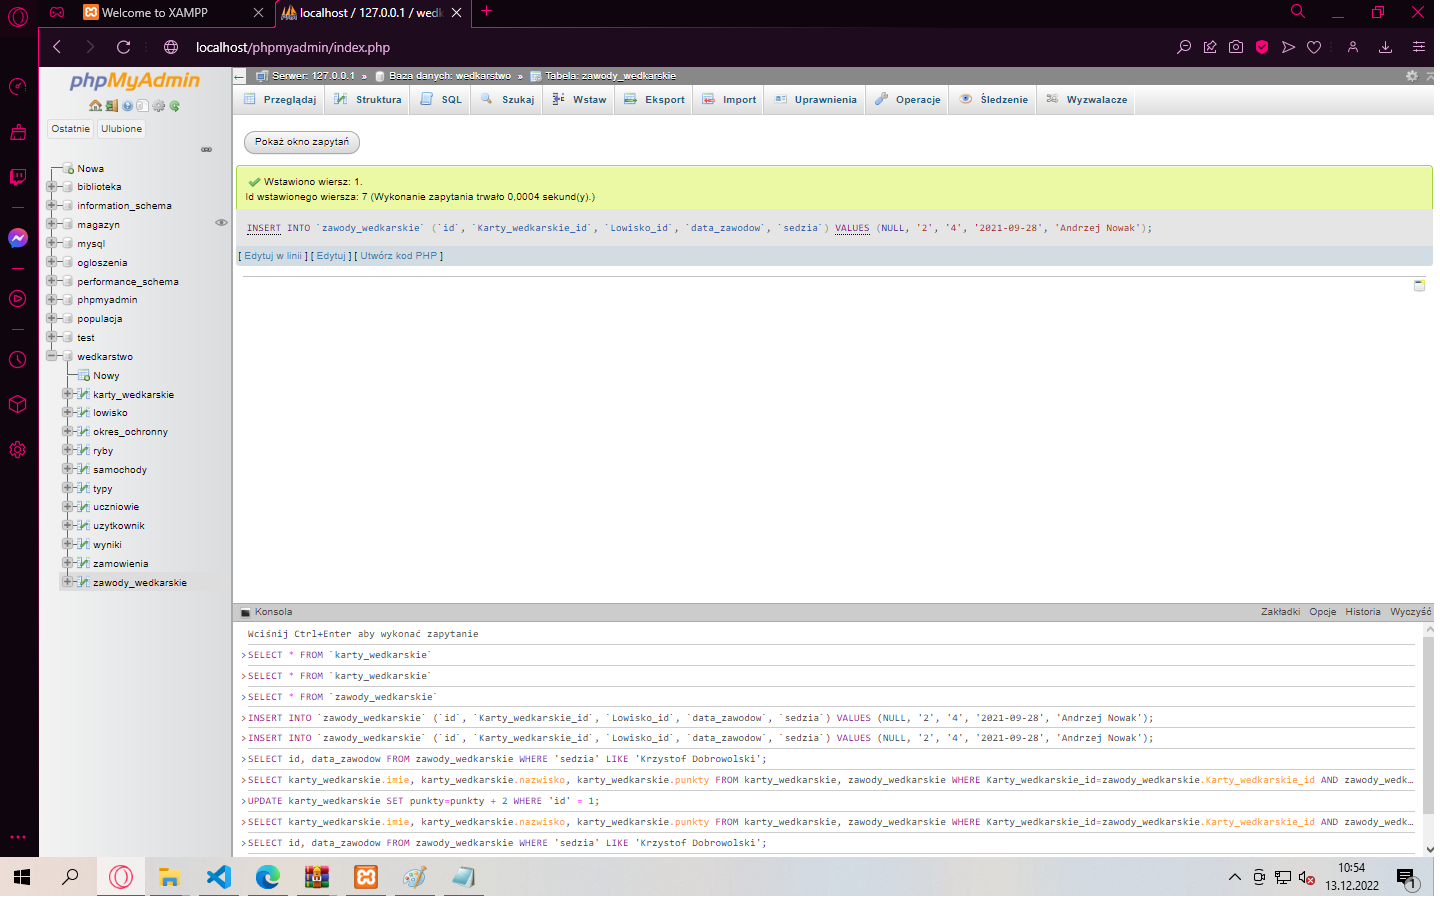 Welcome to XAMPP
localhost / 127.0.0.1 / wedk
localhost/phpmyadmin/index.php
phpMyAdmin
Ostatnie
Ulubione
Nowa
biblioteka
information_schema
magazyn
mysql
ogloszenia
performance_schema
phpmyadmin
populacja
test
wedkarstwo
Nowy
karty_wedkarskie
lowisko
okres_ochronny
ryby
samochody
typy
uczniowie
uzytkownik
wyniki
zamowienia
zawody_wedkarskie
Serwer: 127.0.0.1 » Baza danych: wedkarstwo » Tabela: zawody_wedkarskie
Przeglądaj Struktura SQL Szukaj Wstaw Eksport Import Uprawnienia Operacje Śledzenie Wyzwalacze
Pokaż okno zapytań
Wstawiono wiersz: 1.
Id wstawionego wiersza: 7 (Wykonanie zapytania trwało 0,0004 sekund(y).)
INSERT INTO `zawody_wedkarskie` (`id`, `Karty_wedkarskie_id`, `Lowisko_id`, `data_zawodow`, `sedzia`) VALUES (NULL, '2', '4', '2021-09-28', 'Andrzej Nowak');
[ Edytuj w linii ] [ Edytuj ] [ Utwórz kod PHP ]
Konsola
Zakładki Opcje Historia Wyczyść
Wciśnij Ctrl+Enter aby wykonać zapytanie
>SELECT * FROM `karty_wedkarskie`
>SELECT * FROM `karty_wedkarskie`
>SELECT * FROM `zawody_wedkarskie`
>INSERT INTO `zawody_wedkarskie` (`id`, `Karty_wedkarskie_id`, `Lowisko_id`, `data_zawodow`, `sedzia`) VALUES (NULL, '2', '4', '2021-09-28', 'Andrzej Nowak');
>INSERT INTO `zawody_wedkarskie` (`id`, `Karty_wedkarskie_id`, `Lowisko_id`, `data_zawodow`, `sedzia`) VALUES (NULL, '2', '4', '2021-09-28', 'Andrzej Nowak');
>SELECT id, data_zawodow FROM zawody_wedkarskie WHERE 'sedzia' LIKE 'Krzystof Dobrowolski';
>SELECT karty_wedkarskie.imie, karty_wedkarskie.nazwisko, karty_wedkarskie.punkty FROM karty_wedkarskie, zawody_wedkarskie WHERE Karty_wedkarskie_id=zawody_wedkarskie.Karty_wedkarskie_id AND zawody_wedk…
>UPDATE karty_wedkarskie SET punkty=punkty + 2 WHERE 'id' = 1;
>SELECT karty_wedkarskie.imie, karty_wedkarskie.nazwisko, karty_wedkarskie.punkty FROM karty_wedkarskie, zawody_wedkarskie WHERE Karty_wedkarskie_id=zawody_wedkarskie.Karty_wedkarskie_id AND zawody_wedk…
>SELECT id, data_zawodow FROM zawody_wedkarskie WHERE 'sedzia' LIKE 'Krzystof Dobrowolski';
10:54
13.12.2022
1